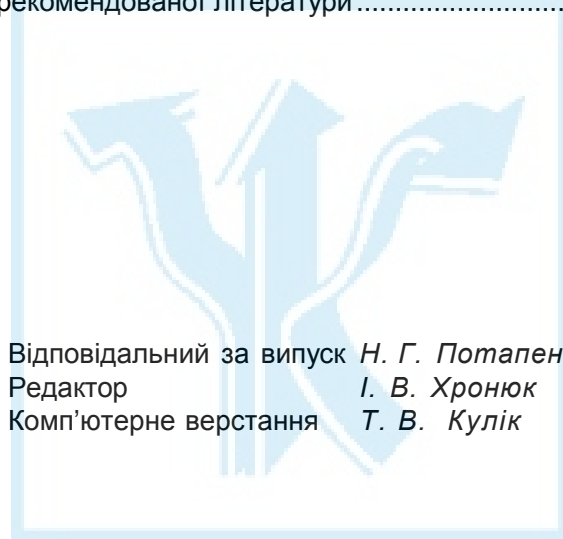 рекомендованої літератури..........................
Відповідальний за випуск Н. Г. Потапен
Редактор І. В. Хронюк
Комп’ютерне верстання Т. В. Кулік